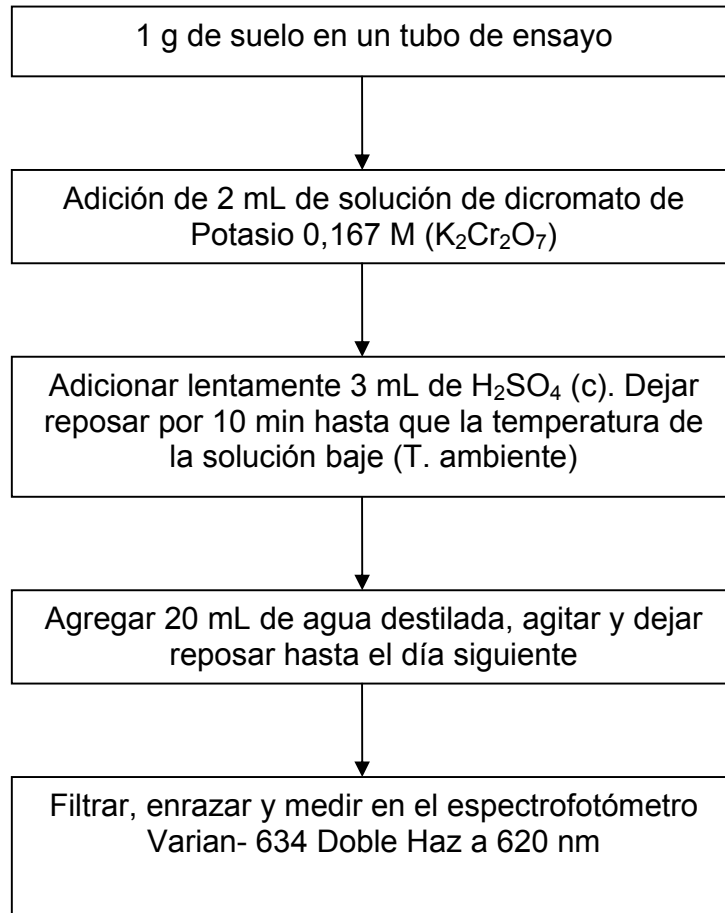 1 g de suelo en un tubo de ensayo
Adición de 2 mL de solución de dicromato de
Potasio 0,167 M (K₂Cr₂O₇)
Adicionar lentamente 3 mL de H₂SO₄ (c). Dejar
reposar por 10 min hasta que la temperatura de
la solución baje (T. ambiente)
Agregar 20 mL de agua destilada, agitar y dejar
reposar hasta el día siguiente
Filtrar, enrazar y medir en el espectrofotómetro
Varian- 634 Doble Haz a 620 nm